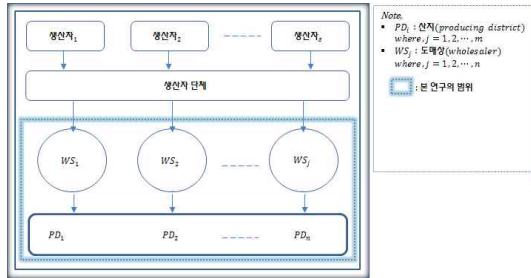 생산자₁ 생산자₂ 생산자ₛ
생산자 단체
WS₁ WS₂ WSⱼ
PD₁ PD₂ PDₙ
Note.
▪ PDᵢ : 산지(producing district)
where, j = 1, 2, ⋯, m
▪ WSⱼ : 도매상(wholesaler)
where, j = 1, 2, ⋯, n
: 본 연구의 범위